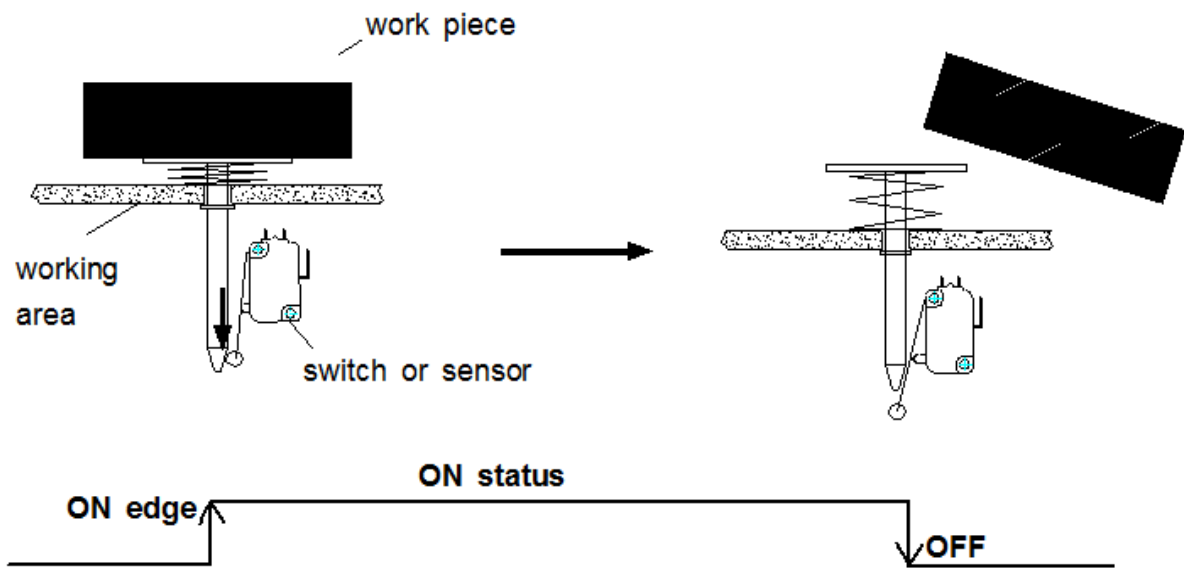 work piece
working
area
switch or sensor
ON status
ON edge
OFF